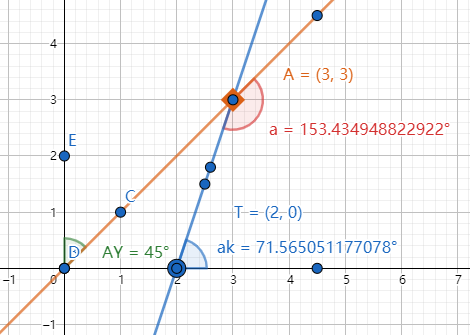 4
A = (3, 3)
3
a = 153.434948822922°
E
2
C
1
T = (2, 0)
D
AY = 45°
ak = 71.565051177078°
−1
0
1
2
3
4
5
6
7
−1